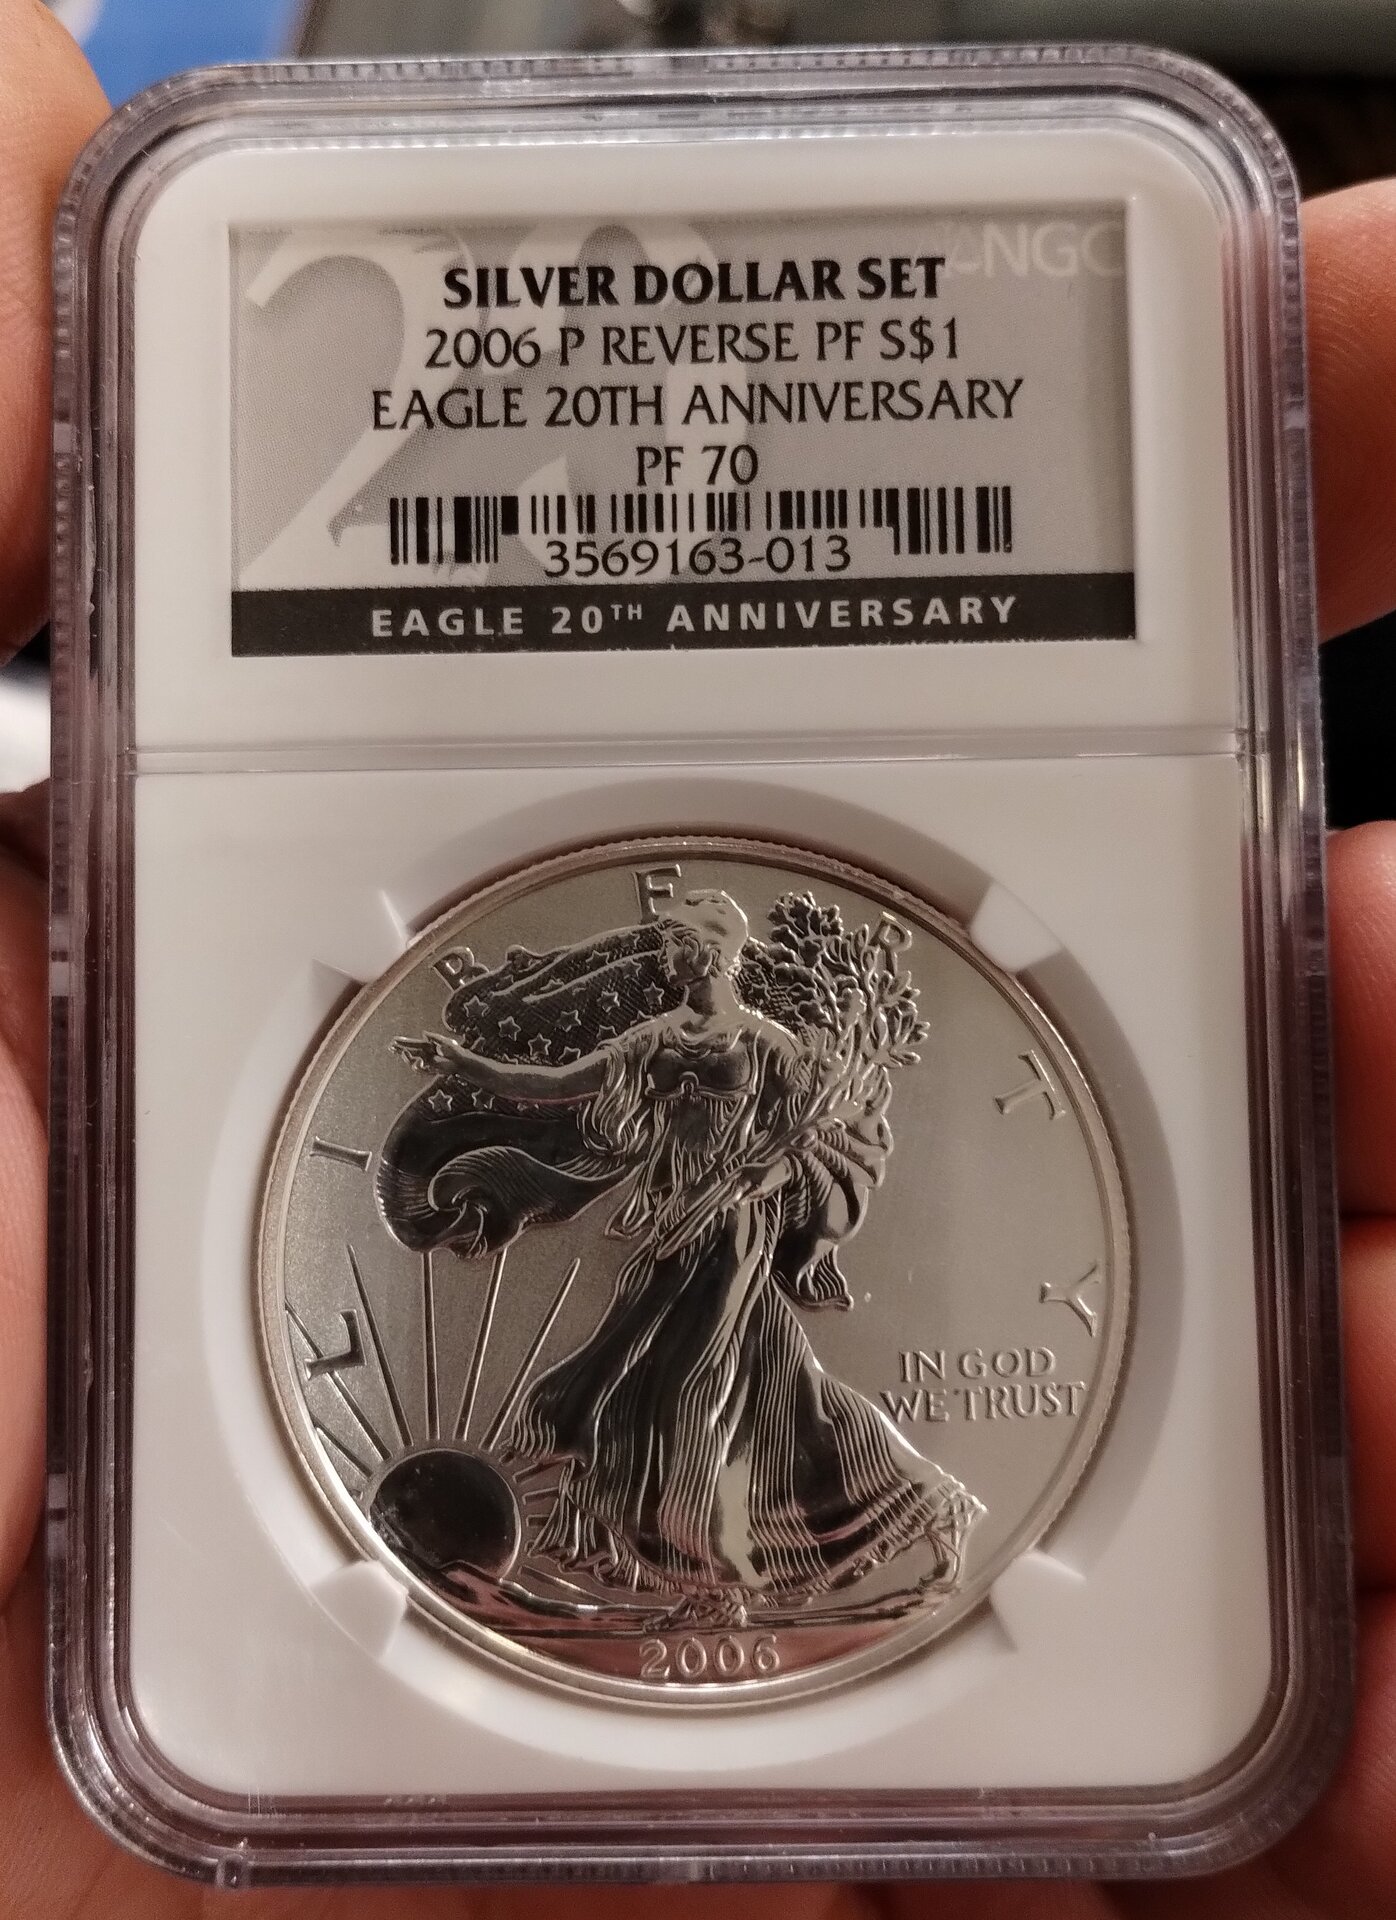 20
NGC
SILVER DOLLAR SET
2006 P REVERSE PF S$1
EAGLE 20TH ANNIVERSARY
PF 70
3569163-013
EAGLE 20TH ANNIVERSARY
LIBERTY
IN GOD
WE TRUST
2006